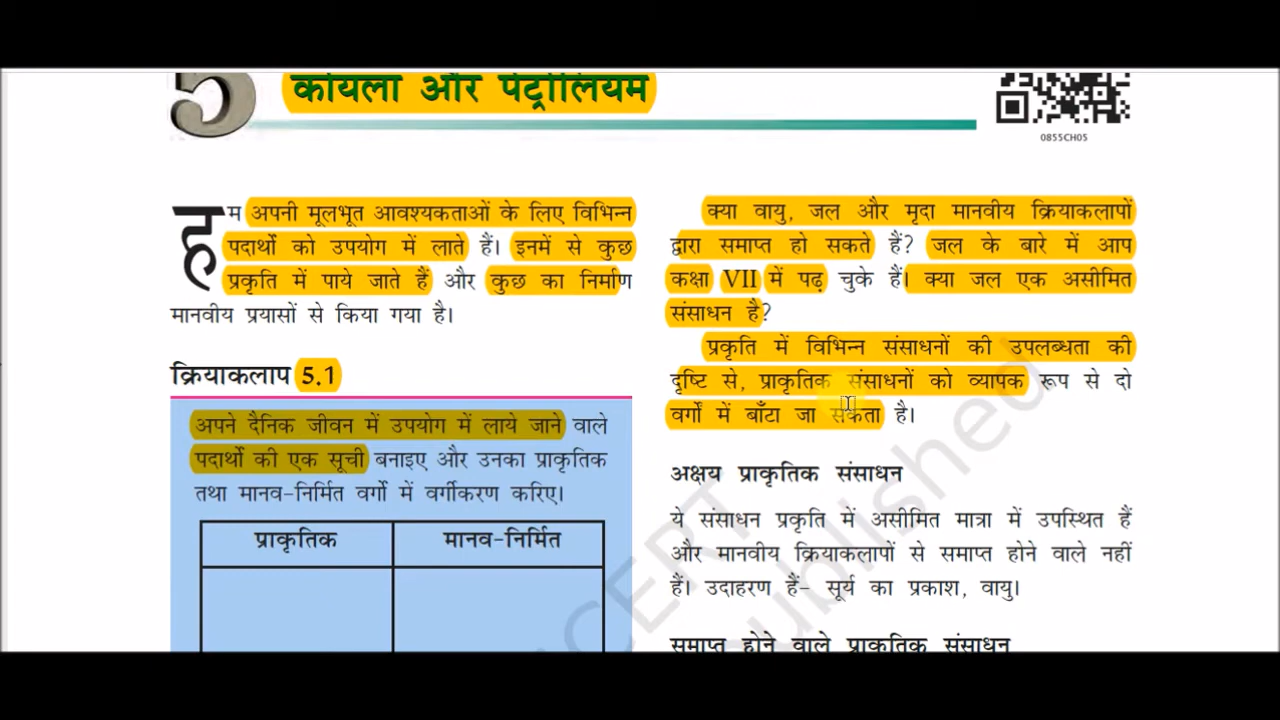 5 कोयला और पेट्रोलियम
0855CH05
हम अपनी मूलभूत आवश्यकताओं के लिए विभिन्न
पदार्थों को उपयोग में लाते हैं। इनमें से कुछ
प्रकृति में पाये जाते हैं और कुछ का निर्माण
मानवीय प्रयासों से किया गया है।
क्रियाकलाप 5.1
अपने दैनिक जीवन में उपयोग में लाये जाने वाले
पदार्थों की एक सूची बनाइए और उनका प्राकृतिक
तथा मानव-निर्मित वर्गों में वर्गीकरण करिए।
प्राकृतिक मानव-निर्मित
क्या वायु, जल और मृदा मानवीय क्रियाकलापों
द्वारा समाप्त हो सकते हैं? जल के बारे में आप
कक्षा VII में पढ़ चुके हैं। क्या जल एक असीमित
संसाधन है?
प्रकृति में विभिन्न संसाधनों की उपलब्धता की
दृष्टि से, प्राकृतिक संसाधनों को व्यापक रूप से दो
वर्गों में बाँटा जा सकता है।
अक्षय प्राकृतिक संसाधन
ये संसाधन प्रकृति में असीमित मात्रा में उपस्थित हैं
और मानवीय क्रियाकलापों से समाप्त होने वाले नहीं
हैं। उदाहरण हैं- सूर्य का प्रकाश, वायु।
समाप्त होने वाले प्राकृतिक संसाधन